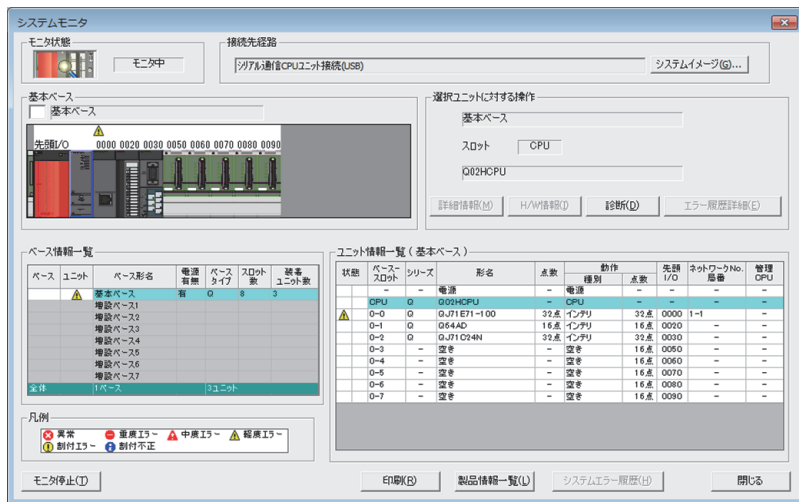 システムモニタ
モニタ状態
モニタ中
接続先経路
シリアル通信CPUユニット接続(USB)
システムイメージ(G)...
基本ベース
基本ベース
先頭I/O 0000 0020 0030 0050 0060 0070 0080 0090
選択ユニットに対する操作
基本ベース
スロット CPU
Q02HCPU
詳細情報(M) H/W情報(I) 診断(D) エラー履歴詳細(E)
ベース情報一覧
ベース ユニット ベース形名 電源有無 ベースタイプ スロット数 装着ユニット数
基本ベース 有 Q 8 3
増設ベース1
増設ベース2
増設ベース3
増設ベース4
増設ベース5
増設ベース6
増設ベース7
全体 1ベース 3ユニット
凡例
異常 重度エラー 中度エラー 軽度エラー
割付エラー 割付不正
ユニット情報一覧(基本ベース)
状態 ベース-スロット シリーズ 形名 点数 動作 種別 点数 先頭I/O ネットワークNo.局番 管理CPU
- - 電源 - 電源 - - - -
CPU Q Q02HCPU - CPU - - - -
0-0 Q QJ71E71-100 32点 インテリ 32点 0000 1-1 -
0-1 Q Q64AD 16点 インテリ 16点 0020 - -
0-2 Q QJ71C24N 32点 インテリ 32点 0030 - -
0-3 - 空き - 空き 16点 0050 - -
0-4 - 空き - 空き 16点 0060 - -
0-5 - 空き - 空き 16点 0070 - -
0-6 - 空き - 空き 16点 0080 - -
0-7 - 空き - 空き 16点 0090 - -
モニタ停止(T) 印刷(R) 製品情報一覧(L) システムエラー履歴(H) 閉じる